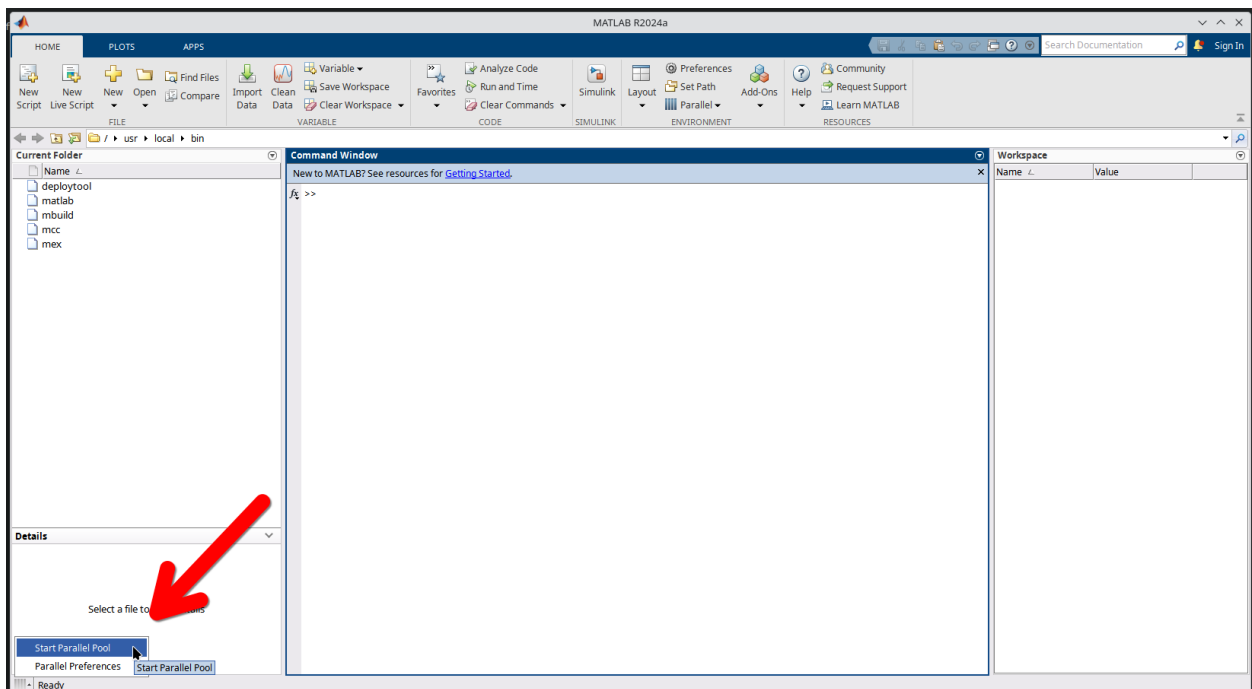 MATLAB R2024a
HOME PLOTS APPS
Search Documentation
Sign In
New Script
New Live Script
New
Open
Find Files
Compare
Import Data
Clean Data
Variable
Save Workspace
Clear Workspace
Favorites
Analyze Code
Run and Time
Clear Commands
Simulink
Layout
Preferences
Set Path
Parallel
Add-Ons
Help
Community
Request Support
Learn MATLAB
FILE VARIABLE CODE SIMULINK ENVIRONMENT RESOURCES
/ usr local bin
Current Folder
Name
deploytool
matlab
mbuild
mcc
mex
Details
Select a file to
Start Parallel Pool
Parallel Preferences
Start Parallel Pool
Ready
Command Window
New to MATLAB? See resources for Getting Started.
fx >>
Workspace
Name Value